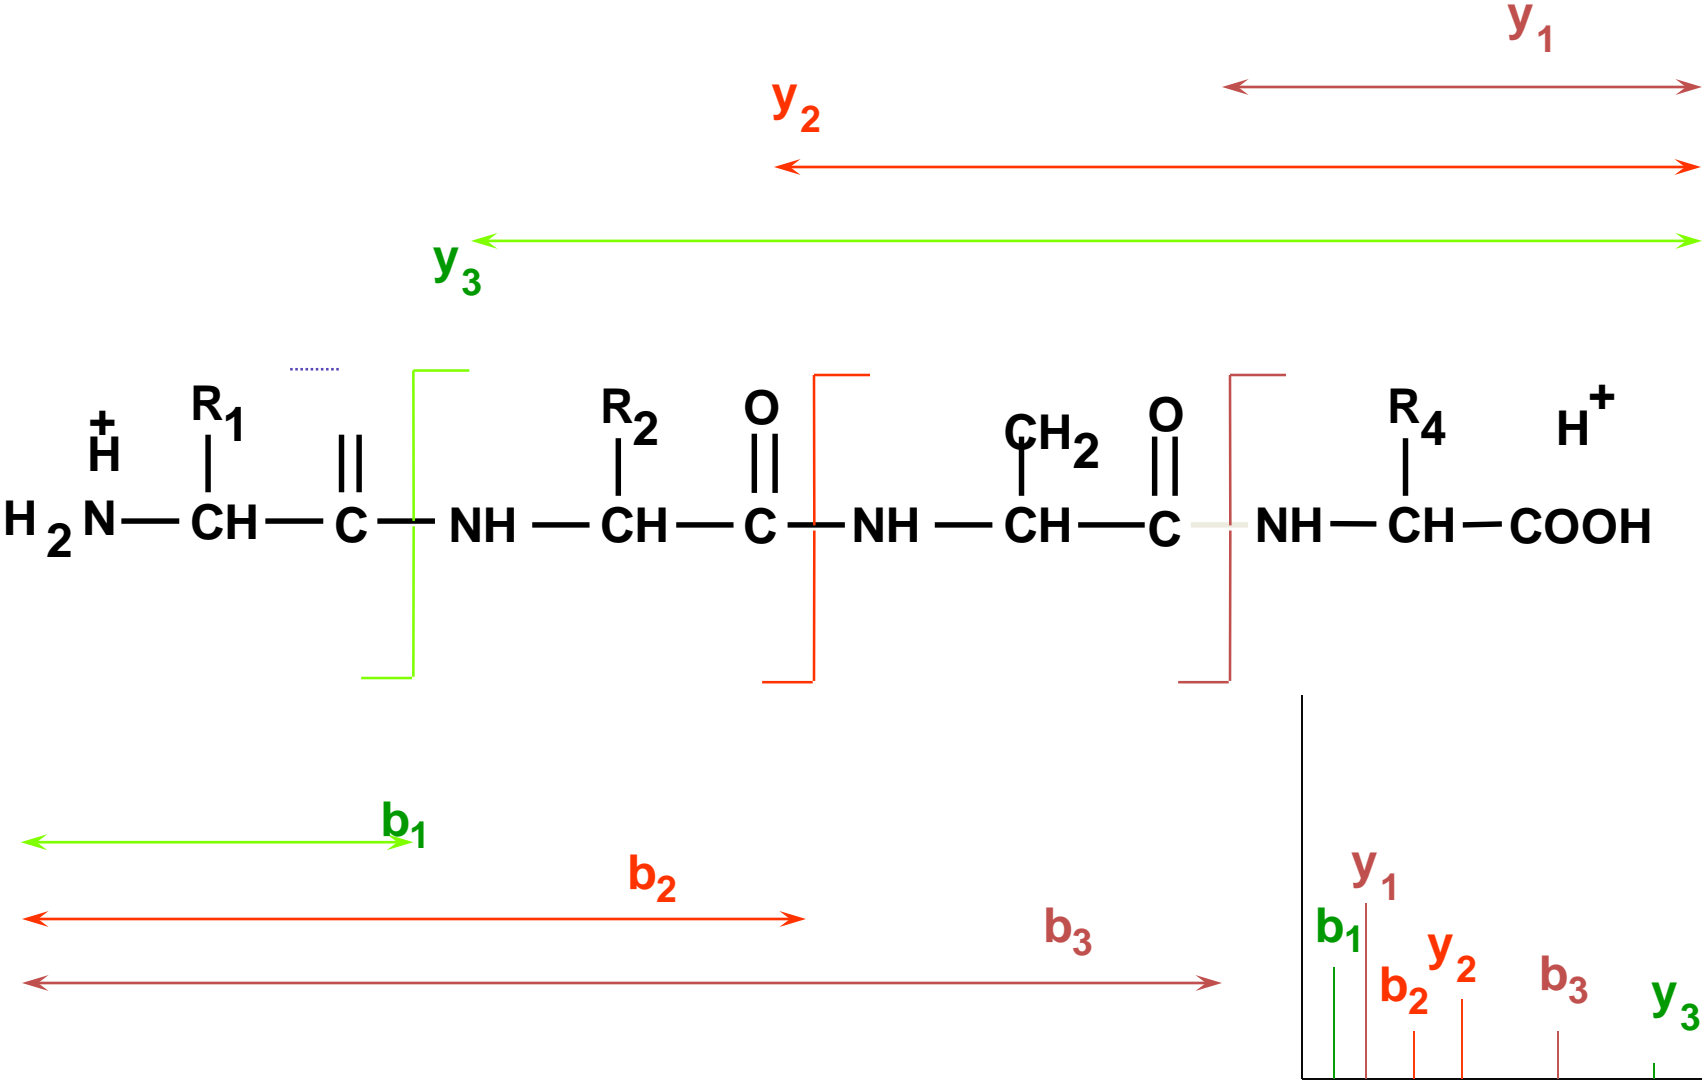 y1
y2
y3
R1 R2 O CH2 O R4 H+
+
H
H2N CH C NH CH C NH CH C NH CH COOH
b1
b2
b3
y1
b1
y2
b2
b3
y3